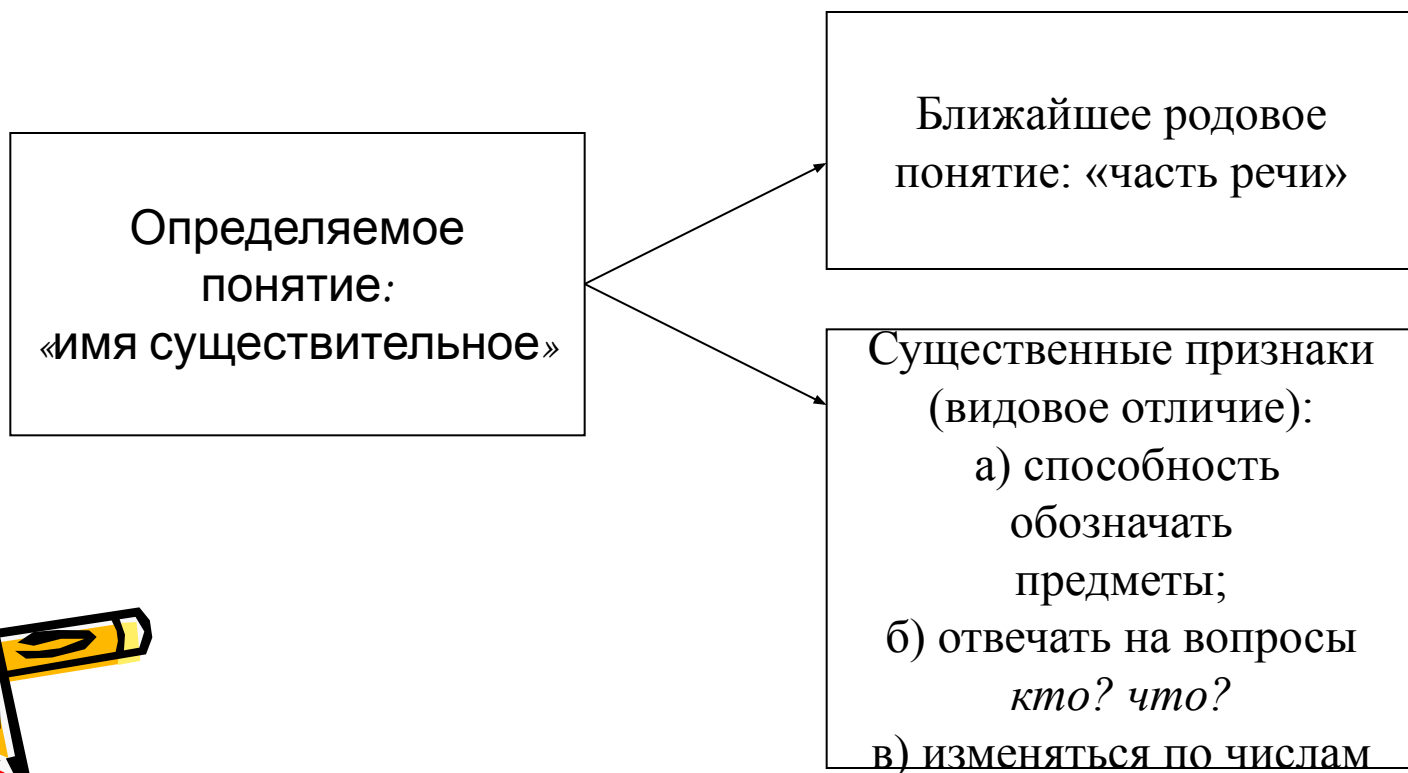 Определяемое
понятие:
«имя существительное»
Ближайшее родовое
понятие: «часть речи»
Существенные признаки
(видовое отличие):
а) способность
обозначать
предметы;
б) отвечать на вопросы
кто? что?
в) изменяться по числам